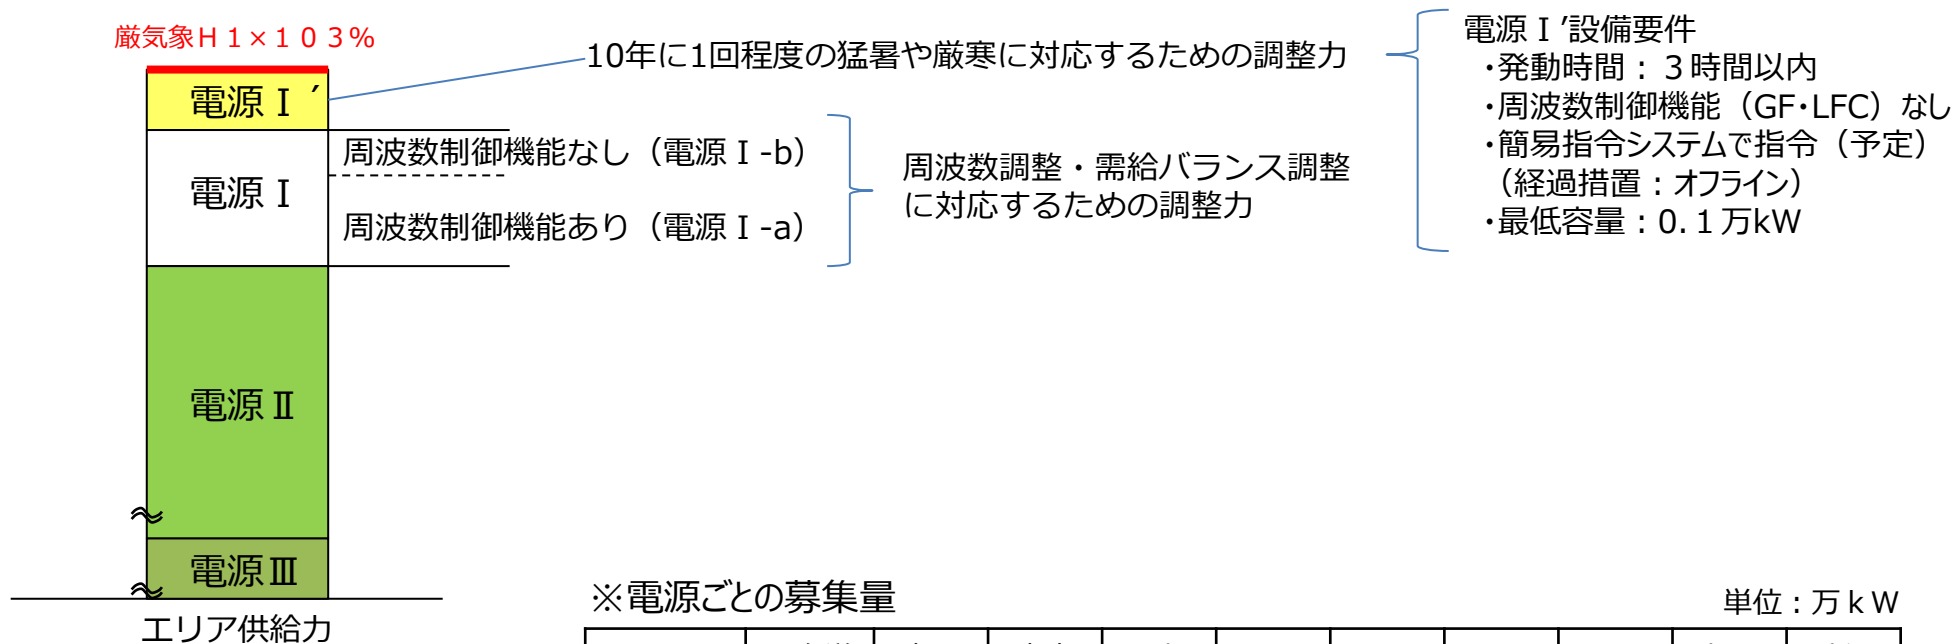 厳気象H1×103%
電源Ⅰ´
電源Ⅰ
電源Ⅱ
電源Ⅲ
エリア供給力
10年に1回程度の猛暑や厳寒に対応するための調整力
周波数制御機能なし（電源Ⅰ-b）
周波数制御機能あり（電源Ⅰ-a）
周波数調整・需給バランス調整
に対応するための調整力
電源Ⅰ’設備要件
・発動時間：3時間以内
・周波数制御機能（GF・LFC）なし
・簡易指令システムで指令（予定）
（経過措置：オフライン）
・最低容量：0.1万kW
※電源ごとの募集量
単位：万kW